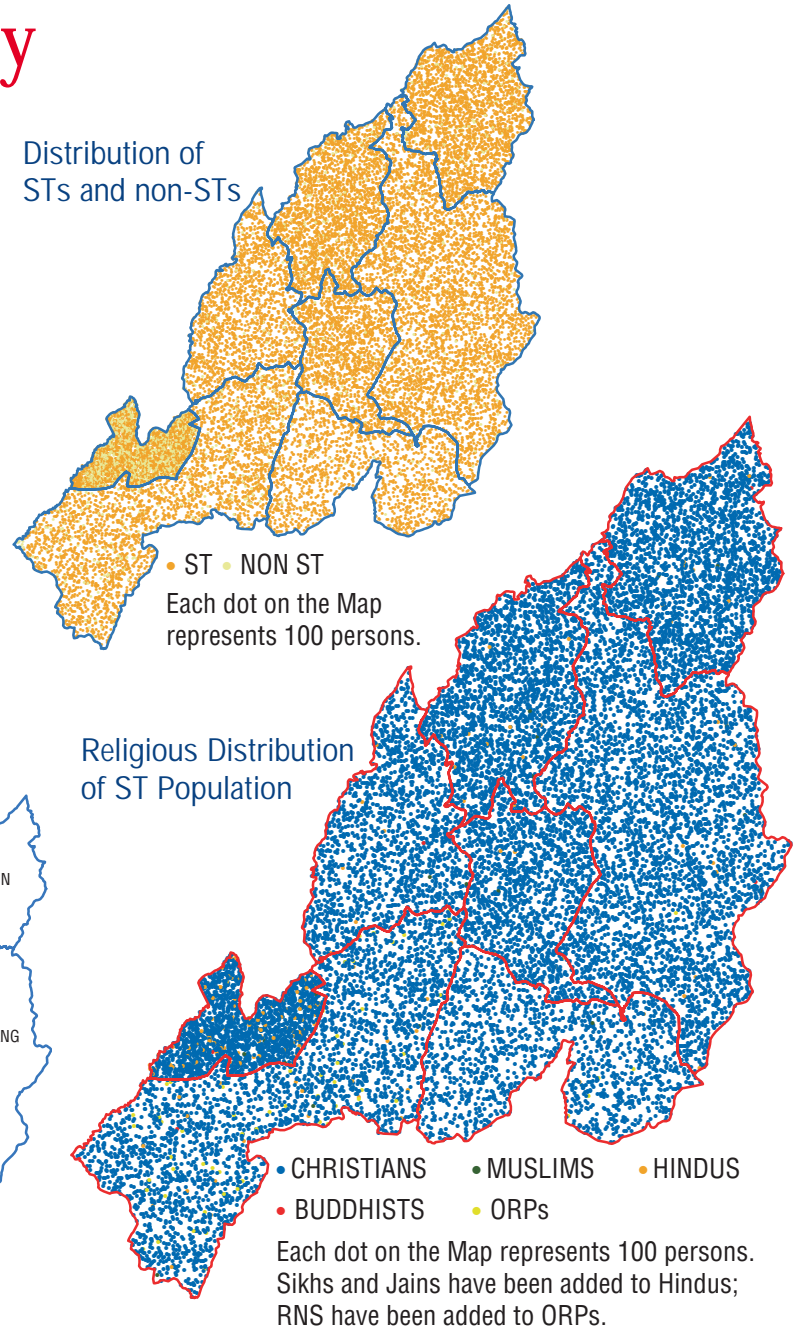 y
Distribution of
STs and non-STs
• ST • NON ST
Each dot on the Map
represents 100 persons.
Religious Distribution
of ST Population
N
NG
• CHRISTIANS • MUSLIMS • HINDUS
• BUDDHISTS • ORPs
Each dot on the Map represents 100 persons.
Sikhs and Jains have been added to Hindus;
RNS have been added to ORPs.